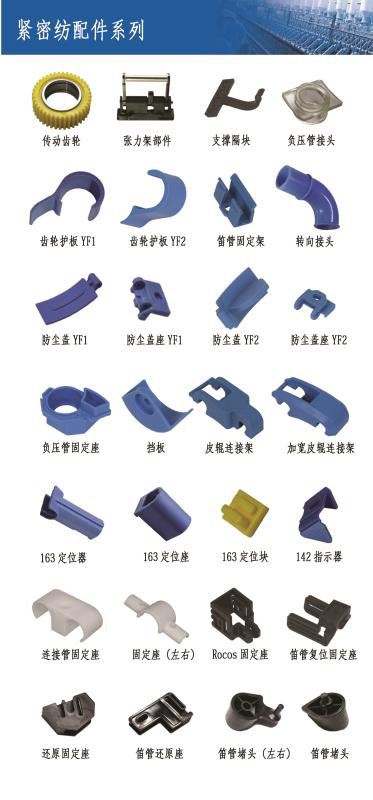 紧密纺配件系列
传动齿轮 张力架部件 支撑隔块 负压管接头
齿轮护板 YF1 齿轮护板 YF2 笛管固定架 转向接头
防尘盖 YF1 防尘盖座 YF1 防尘盖 YF2 防尘盖座 YF2
负压管固定座 挡板 皮辊连接架 加宽皮辊连接架
163 定位器 163 定位座 163 定位块 142 指示器
连接管固定座 固定座 (左右) Rocos 固定座 笛管复位固定座
还原固定座 笛管还原座 笛管堵头 (左右) 笛管堵头